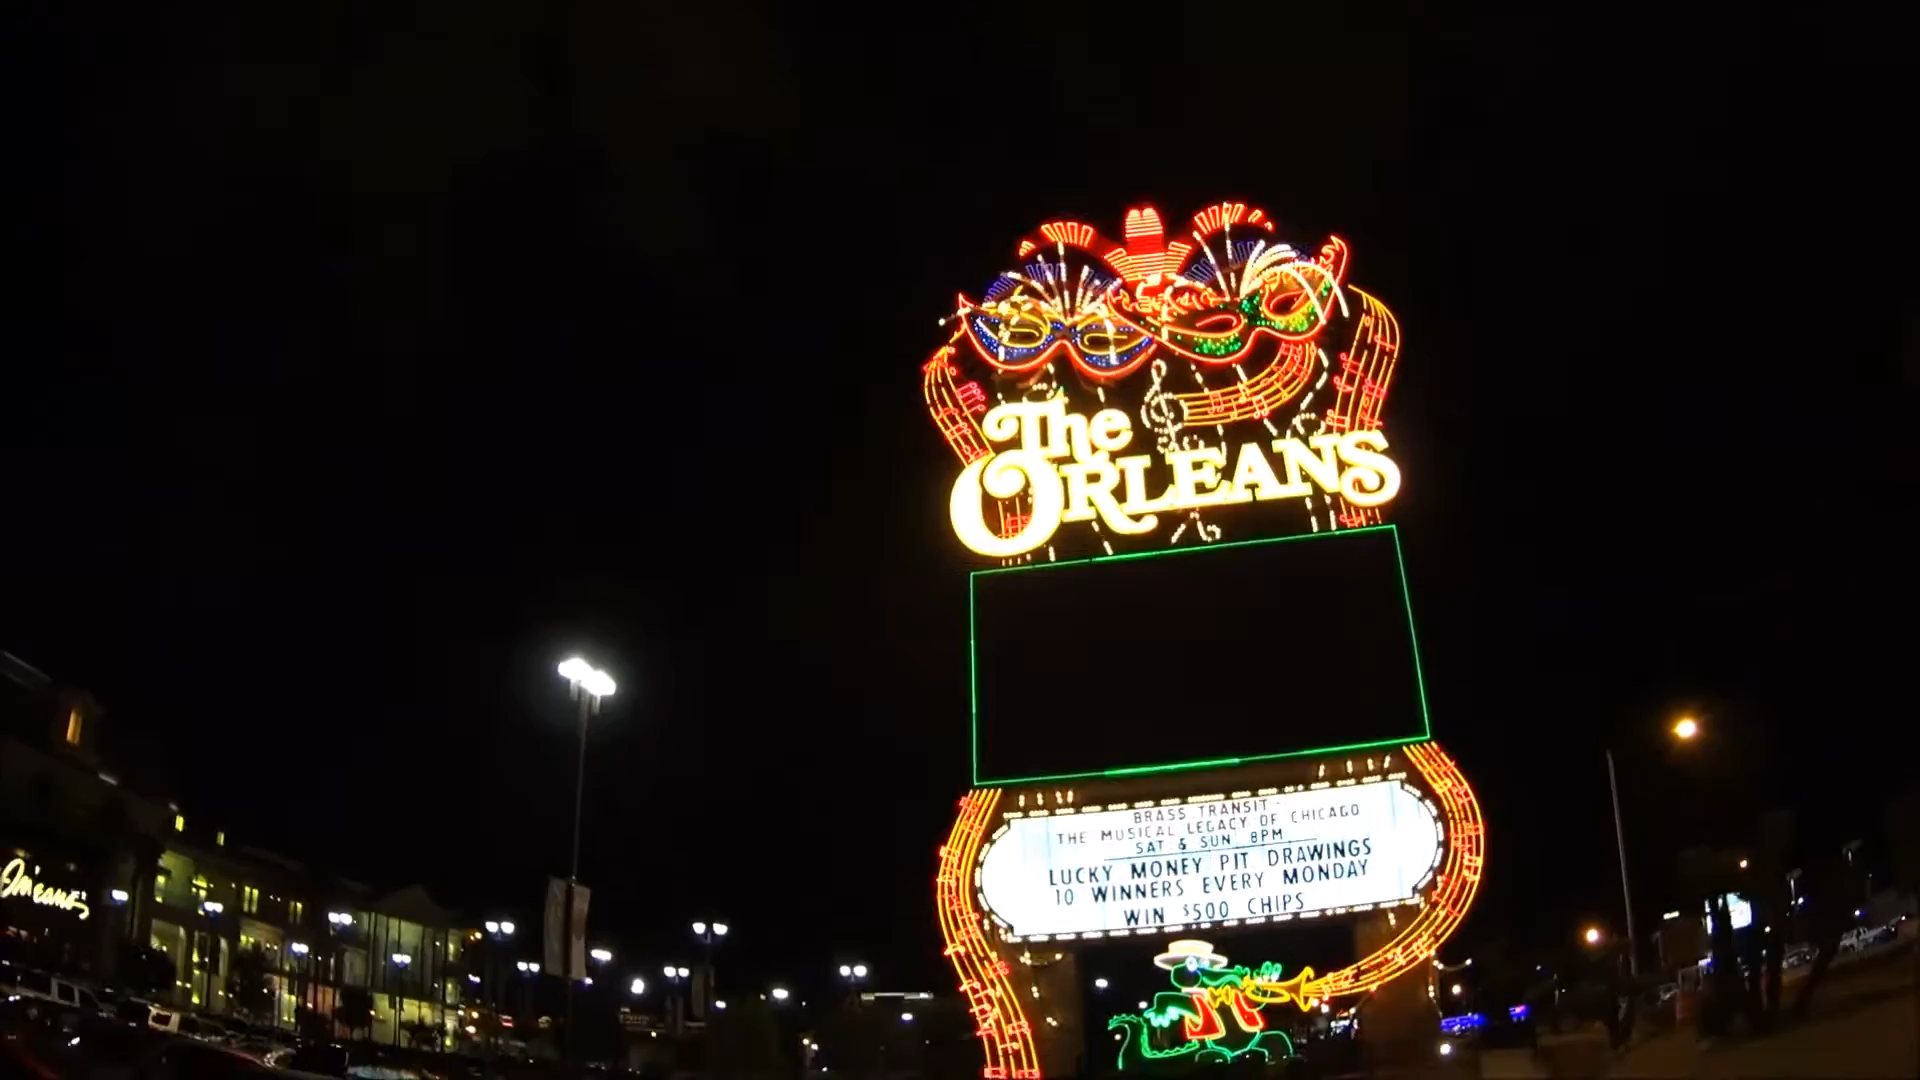 The
ORLEANS
BRASS TRANSIT -
THE MUSICAL LEGACY OF CHICAGO
SAT & SUN 8PM
LUCKY MONEY PIT DRAWINGS
10 WINNERS EVERY MONDAY
WIN $500 CHIPS
Orleans